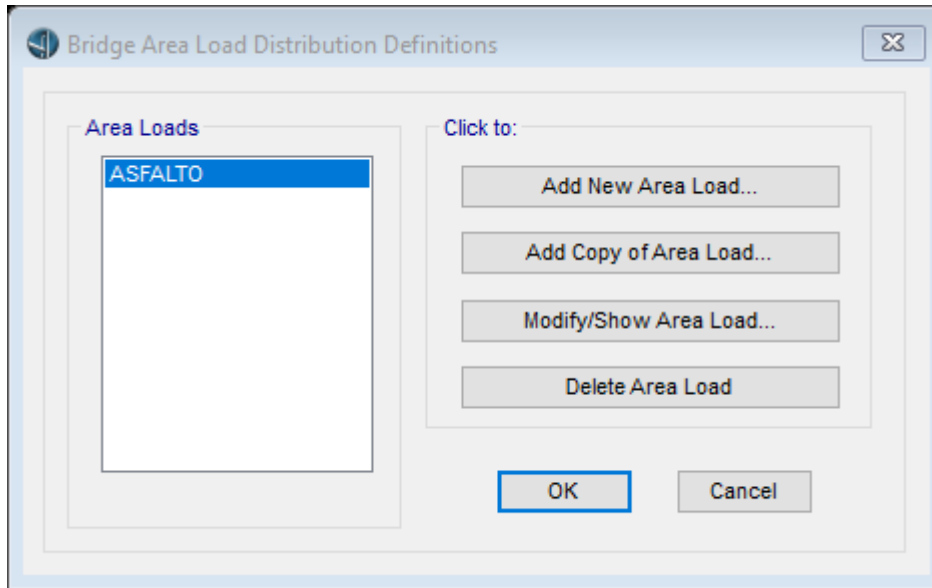 Bridge Area Load Distribution Definitions
Area Loads
ASFALTO
Click to:
Add New Area Load...
Add Copy of Area Load...
Modify/Show Area Load...
Delete Area Load
OK
Cancel